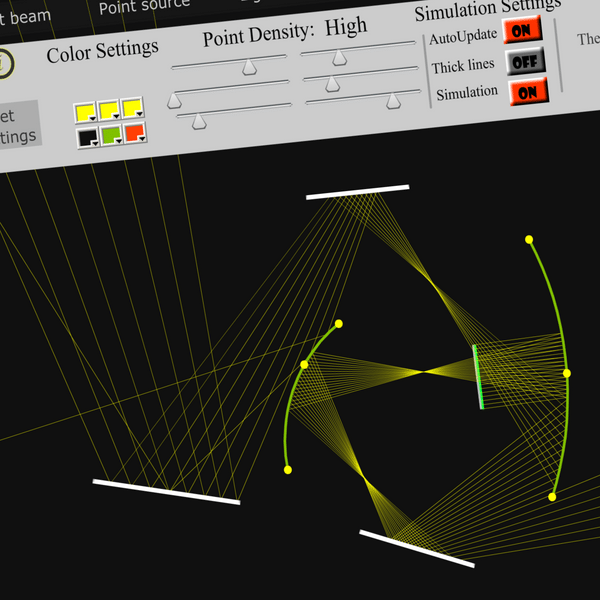 t beam
Point source
Color Settings
Point Density: High
Simulation Settings
AutoUpdate ON
Thick lines OFF
Simulation ON
The
et
tings